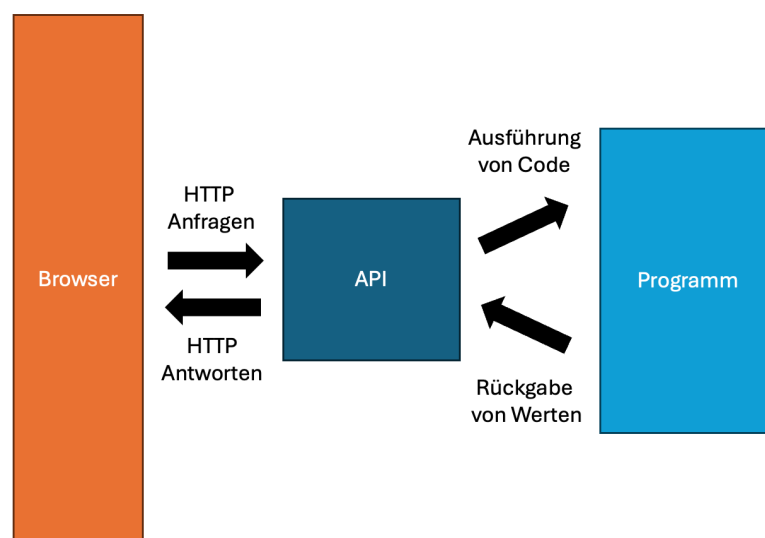 Browser
HTTP
Anfragen
HTTP
Antworten
API
Ausführung
von Code
Rückgabe
von Werten
Programm